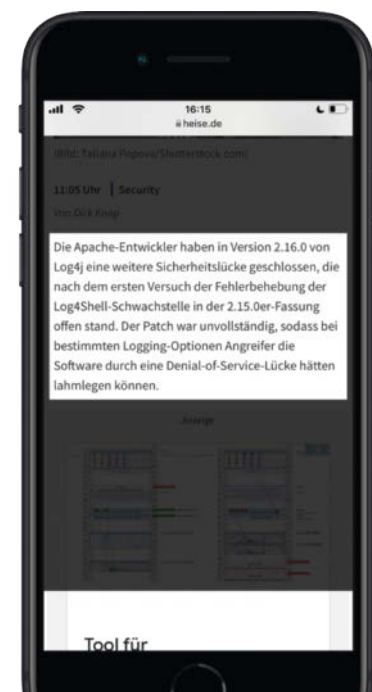 16:15
heise.de
(Bild: Tatiana Popova/Shutterstock.com)
11:05 Uhr | Security
Von Dirk Knop
Die Apache-Entwickler haben in Version 2.16.0 von
Log4j eine weitere Sicherheitslücke geschlossen, die
nach dem ersten Versuch der Fehlerbehebung der
Log4Shell-Schwachstelle in der 2.15.0er-Fassung
offen stand. Der Patch war unvollständig, sodass bei
bestimmten Logging-Optionen Angreifer die
Software durch eine Denial-of-Service-Lücke hätten
lahmlegen können.
Anzeige
Tool für